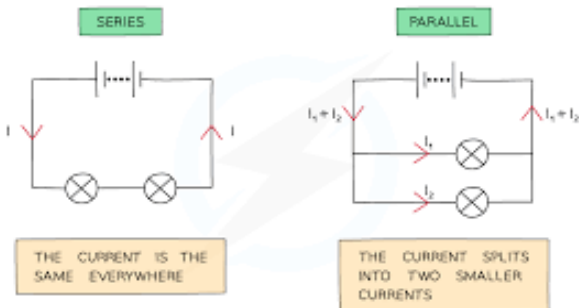 SERIES
PARALLEL
I
I
I₁ + I₂
I₁ + I₂
I₁
I₂
THE CURRENT IS THE
SAME EVERYWHERE
THE CURRENT SPLITS
INTO TWO SMALLER
CURRENTS